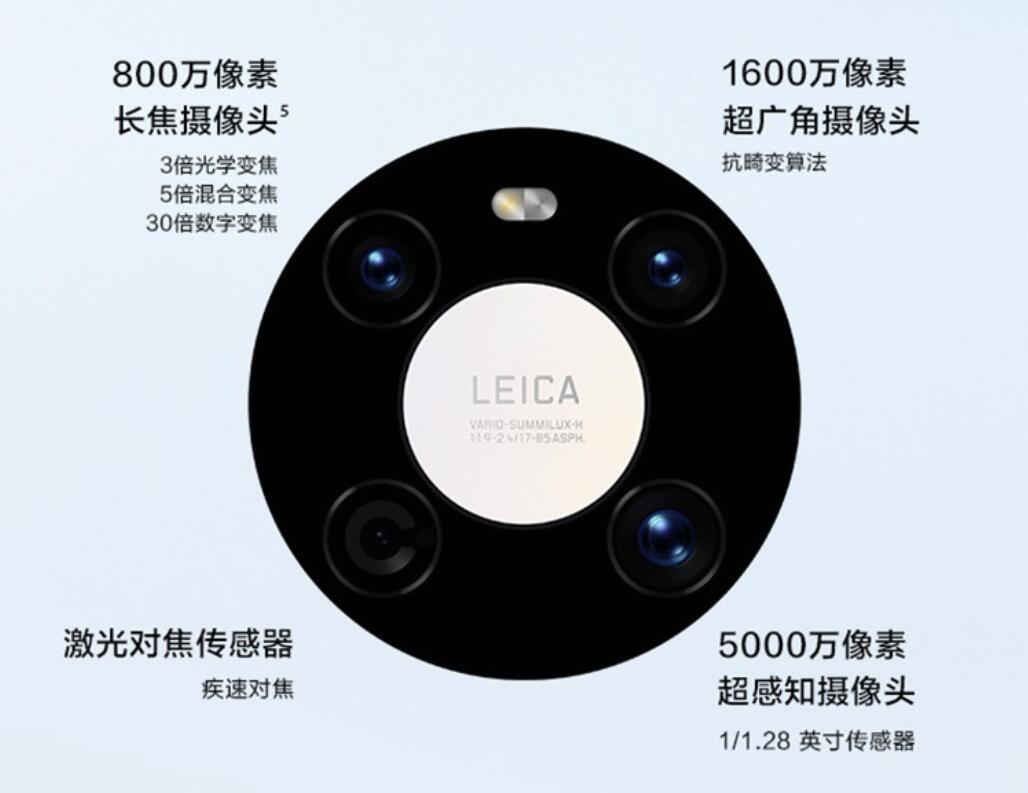 800万像素
长焦摄像头5
3倍光学变焦
5倍混合变焦
30倍数字变焦
1600万像素
超广角摄像头
抗畸变算法
LEICA
VARIO-SUMMILUX-H
1:1.9-2.4/17-85 ASPH.
激光对焦传感器
疾速对焦
5000万像素
超感知摄像头
1/1.28 英寸传感器